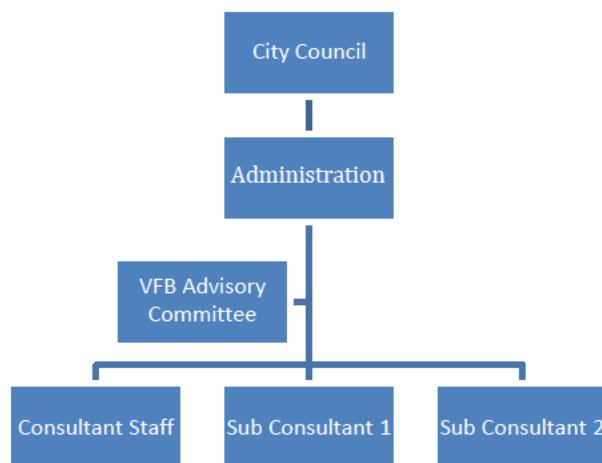 City Council
Administration
VFB Advisory
Committee
Consultant Staff
Sub Consultant 1
Sub Consultant 2